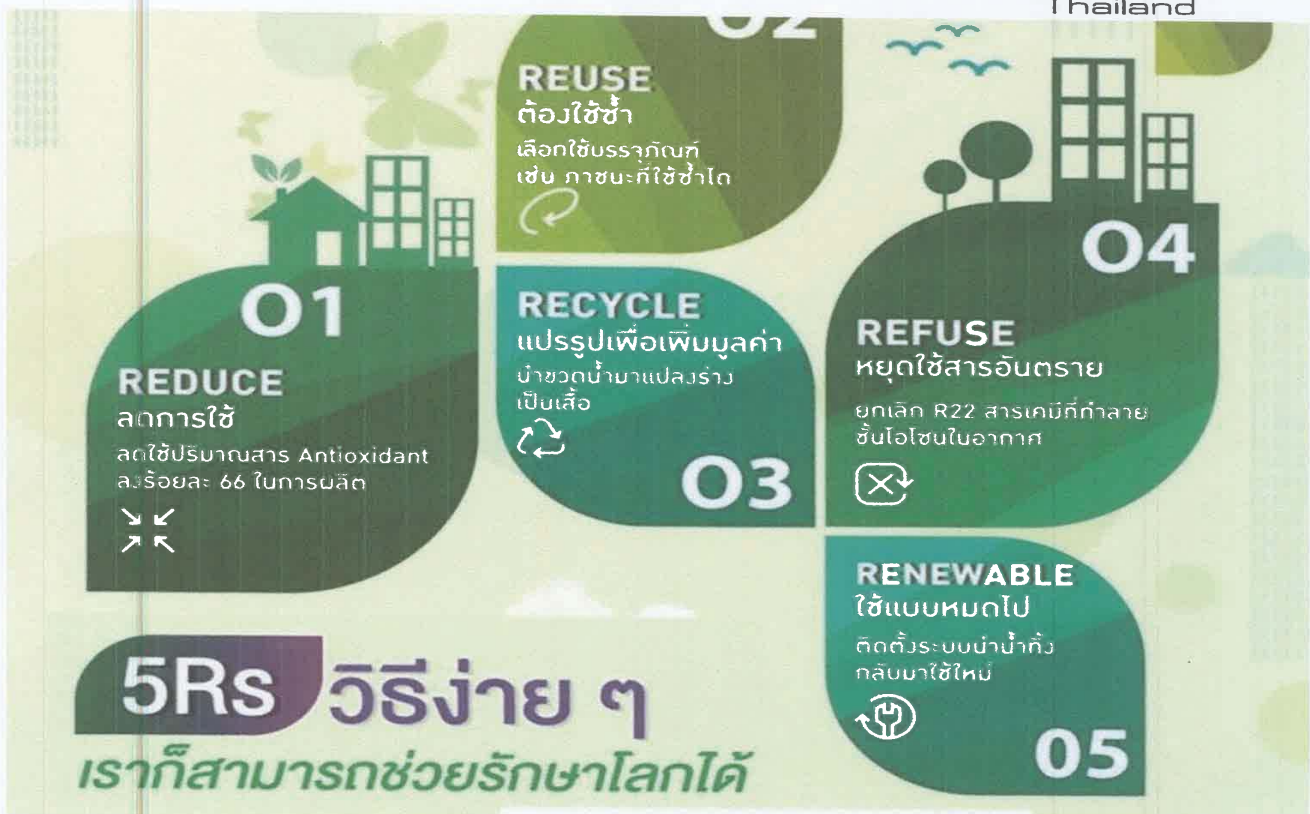 Thailand
O1
REDUCE
ลดการใช้
ลดใช้ปริมาณสาร Antioxidant
ลงร้อยละ 66 ในการผลิต
02
REUSE
ต้องใช้ซ้ำ
เลือกใช้บรรจุภัณฑ์
เช่น ภาชนะที่ใช้ซ้ำได้
RECYCLE
แปรรูปเพื่อเพิ่มมูลค่า
นำขวดน้ำมาแปลงร่าง
เป็นเสื้อ
O3
O4
REFUSE
หยุดใช้สารอันตราย
ยกเลิก R22 สารเคมีที่ทำลาย
ชั้นโอโซนในอากาศ
RENEWABLE
ใช้แบบหมดไป
ติดตั้งระบบนำน้ำทิ้ง
กลับมาใช้ใหม่
05
5Rs วิธีง่าย ๆ
เราก็สามารถช่วยรักษาโลกได้